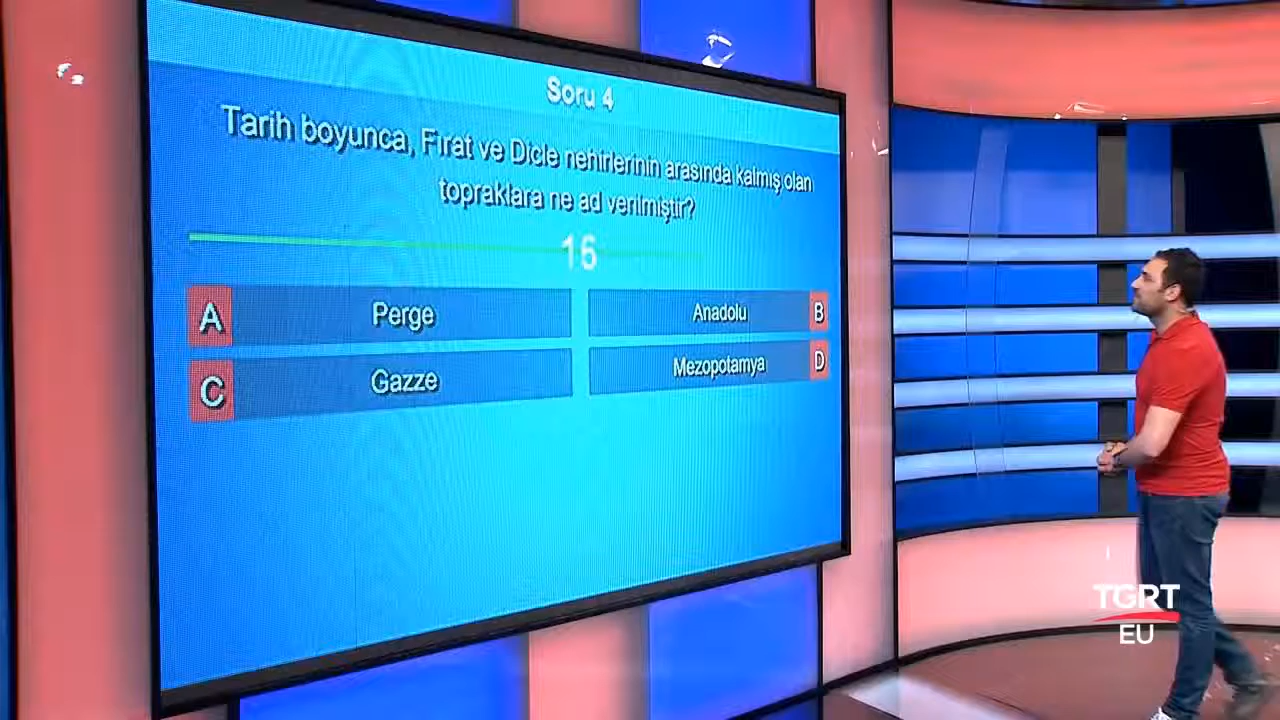 Soru 4
Tarih boyunca, Fırat ve Dicle nehirlerinin arasında kalmış olan
topraklara ne ad verilmiştir?
16
A Perge
Anadolu B
C Gazze
Mezopotamya D
TGRT
EU